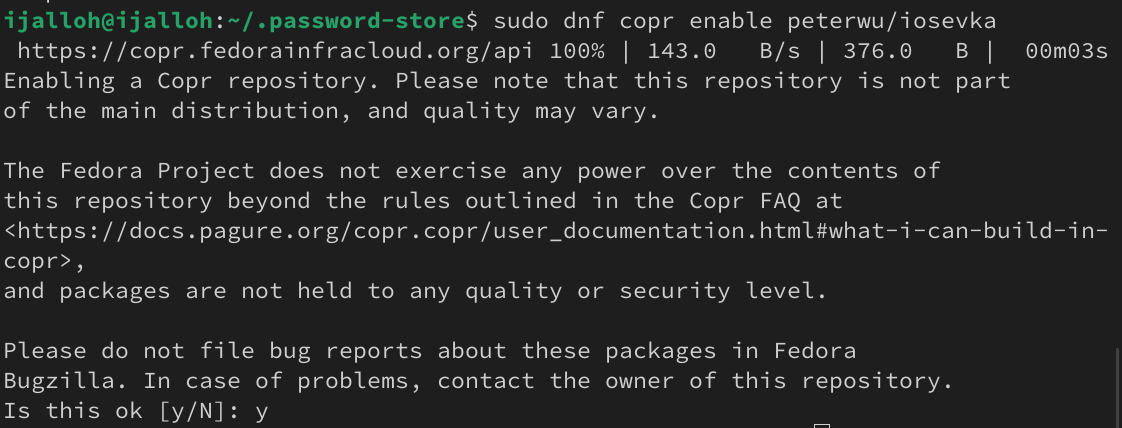 ijalloh@ijalloh:~/.password-store$ sudo dnf copr enable peterwu/iosevka
https://copr.fedorainfracloud.org/api 100% | 143.0   B/s | 376.0   B |  00m03s
Enabling a Copr repository. Please note that this repository is not part
of the main distribution, and quality may vary.

The Fedora Project does not exercise any power over the contents of
this repository beyond the rules outlined in the Copr FAQ at
<https://docs.pagure.org/copr.copr/user_documentation.html#what-i-can-build-in-
copr>,
and packages are not held to any quality or security level.

Please do not file bug reports about these packages in Fedora
Bugzilla. In case of problems, contact the owner of this repository.
Is this ok [y/N]: y